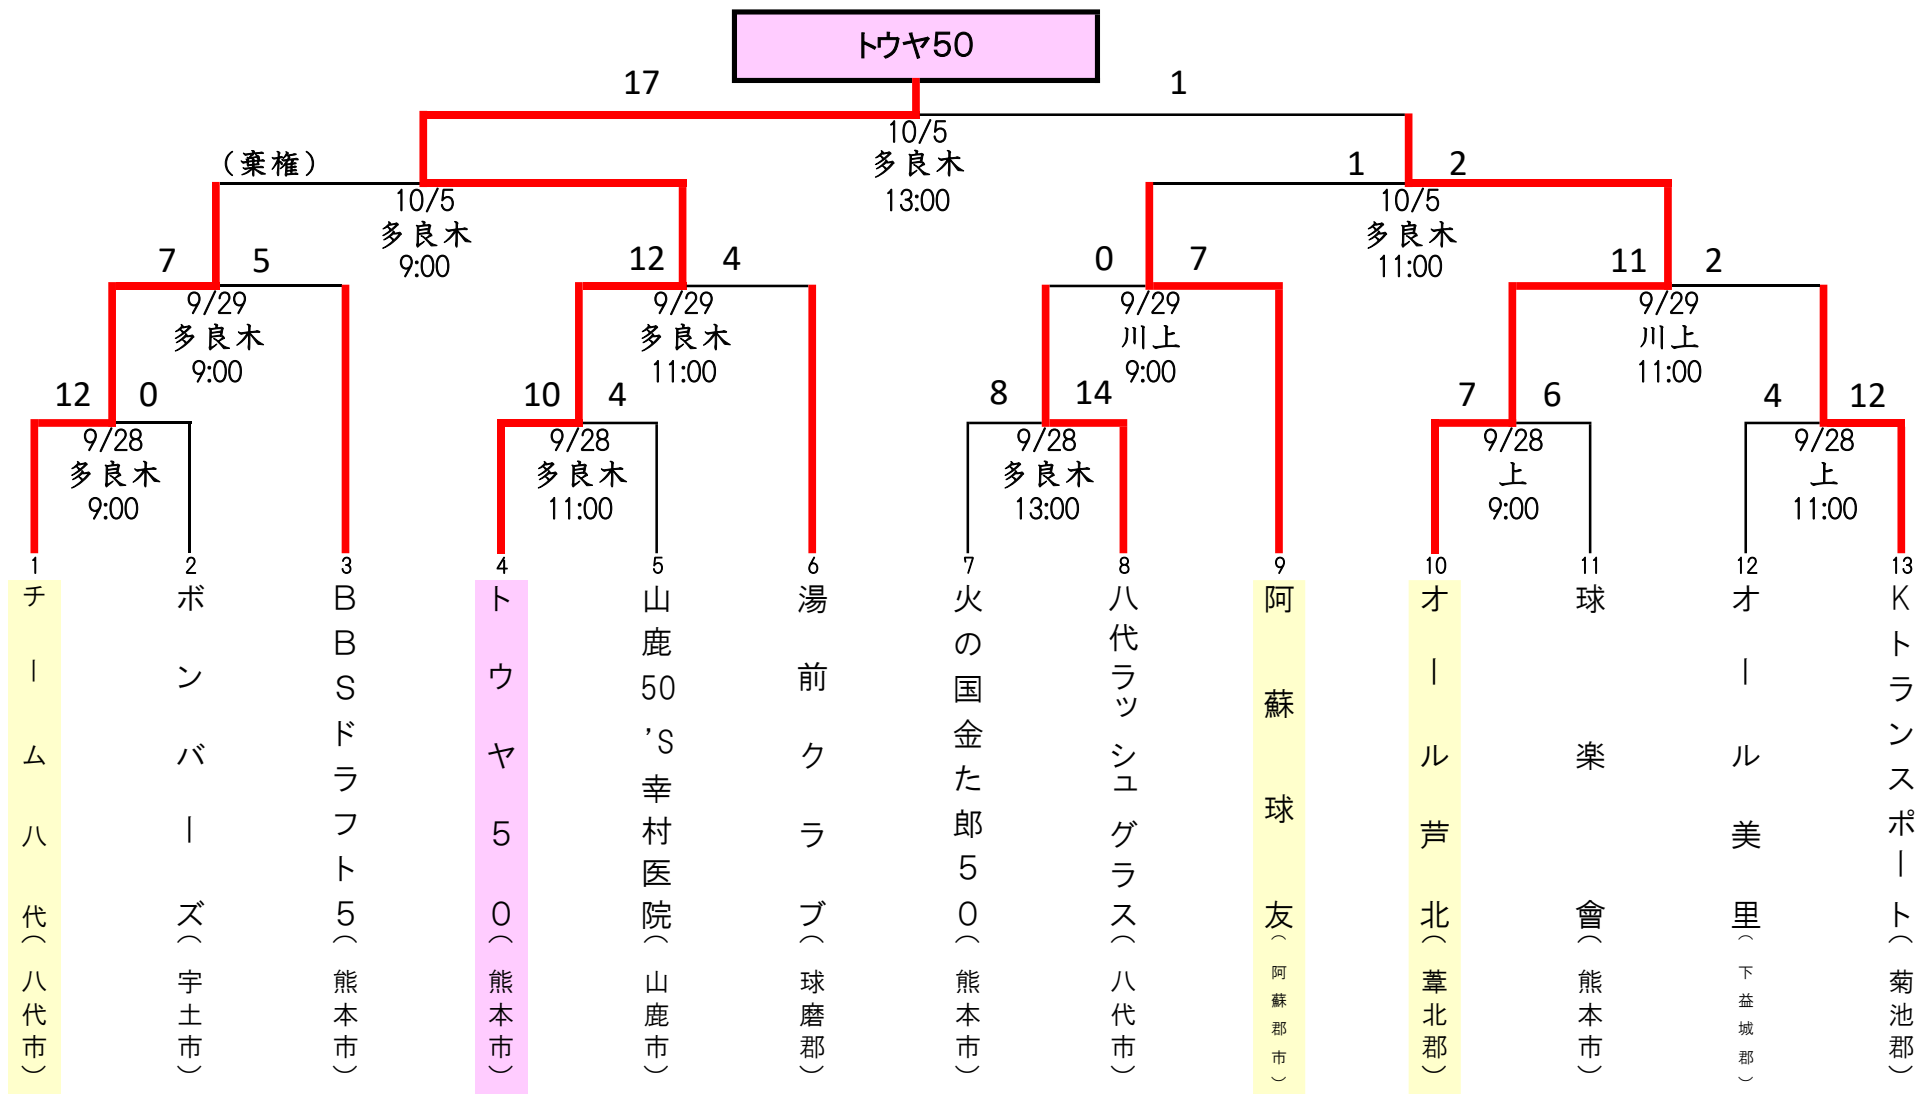 トウヤ50
17
1
10/5
多良木
13:00
（棄権）
10/5
多良木
9:00
1
2
10/5
多良木
11:00
7
5
9/29
多良木
9:00
12
4
9/29
多良木
11:00
0
7
9/29
川上
9:00
11
2
9/29
川上
11:00
12
0
9/28
多良木
9:00
10
4
9/28
多良木
11:00
8
14
9/28
多良木
13:00
7
6
9/28
上
9:00
4
12
9/28
上
11:00
1
チーム八代（八代市）
2
ボンバーズ（宇土市）
3
BBSドラフト5（熊本市）
4
トウヤ50（熊本市）
5
山鹿50'S幸村医院（山鹿市）
6
湯前クラブ（球磨郡）
7
火の国金た郎50（熊本市）
8
八代ラッシュグラス（八代市）
9
阿蘇球友（阿蘇郡市）
10
オール芦北（葦北郡）
11
球楽會（熊本市）
12
オール美里（下益城郡）
13
Kトランスポート（菊池郡）